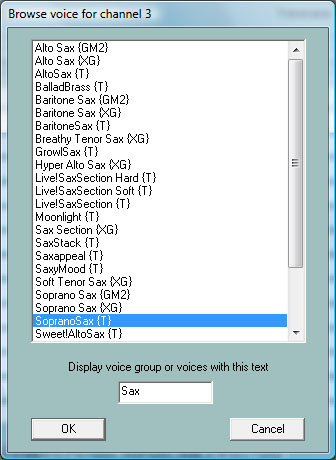 Browse voice for channel 3
Alto Sax {GM2}
Alto Sax {XG}
AltoSax {T}
BalladBrass {T}
Baritone Sax {GM2}
Baritone Sax {XG}
BaritoneSax {T}
Breathy Tenor Sax {XG}
GrowlSax {T}
Hyper Alto Sax {XG}
Live!SaxSection Hard {T}
Live!SaxSection Soft {T}
Live!SaxSection {T}
Moonlight {T}
Sax Section {XG}
SaxStack {T}
Saxappeal {T}
SaxyMood {T}
Soft Tenor Sax {XG}
Soprano Sax {GM2}
Soprano Sax {XG}
SopranoSax {T}
Sweet!AltoSax {T}
Display voice group or voices with this text
Sax
OK
Cancel